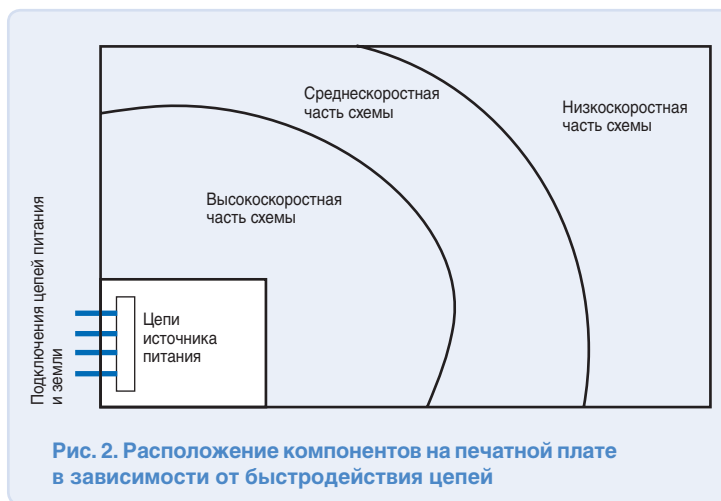 Среднескоростная
часть схемы
Низкоскоростная
часть схемы
Высокоскоростная
часть схемы
Подключения цепей питания
и земли
Цепи
источника
питания
Рис. 2. Расположение компонентов на печатной плате
в зависимости от быстродействия цепей